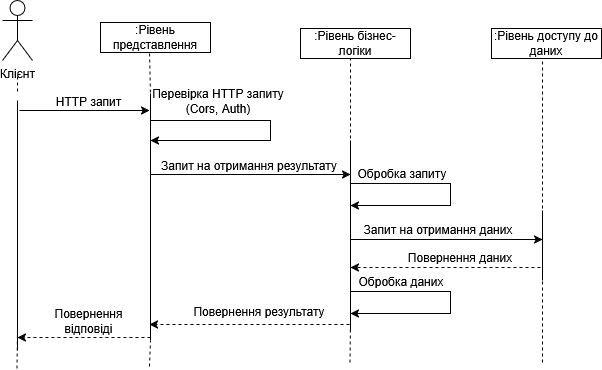 :Рівень
представлення
:Рівень бізнес-
логіки
:Рівень доступу до
даних
Клієнт
HTTP запит
Перевірка HTTP запиту
(Cors, Auth)
Запит на отримання результату
Обробка запиту
Запит на отримання даних
Повернення даних
Обробка даних
Повернення результату
Повернення
відповіді